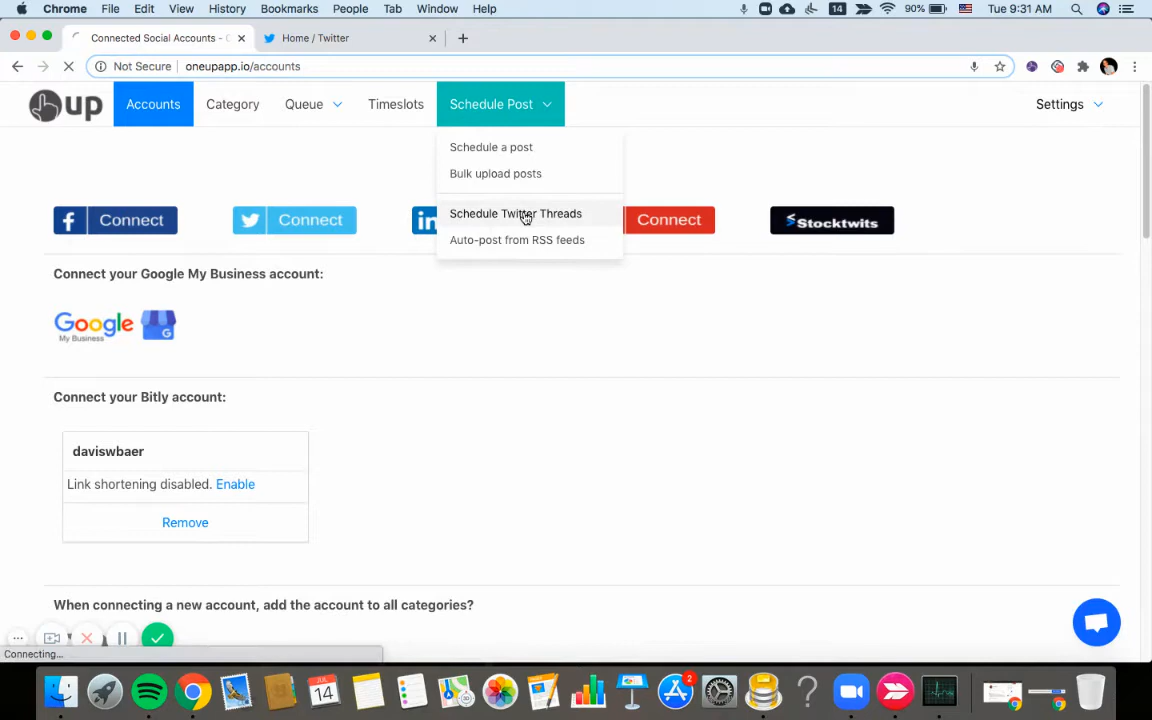 Chrome File Edit View History Bookmarks People Tab Window Help 14 90% Tue 9:31 AM
Connected Social Accounts - Home / Twitter
Not Secure oneupapp.io/accounts
up Accounts Category Queue Timeslots Schedule Post Settings
Schedule a post
Bulk upload posts
Schedule Twitter Threads
Auto-post from RSS feeds
f Connect Connect in Connect Stocktwits
Connect your Google My Business account:
Google
My Business
G
Connect your Bitly account:
daviswbaer
Link shortening disabled. Enable
Remove
When connecting a new account, add the account to all categories?
Connecting...
JUL
14
2